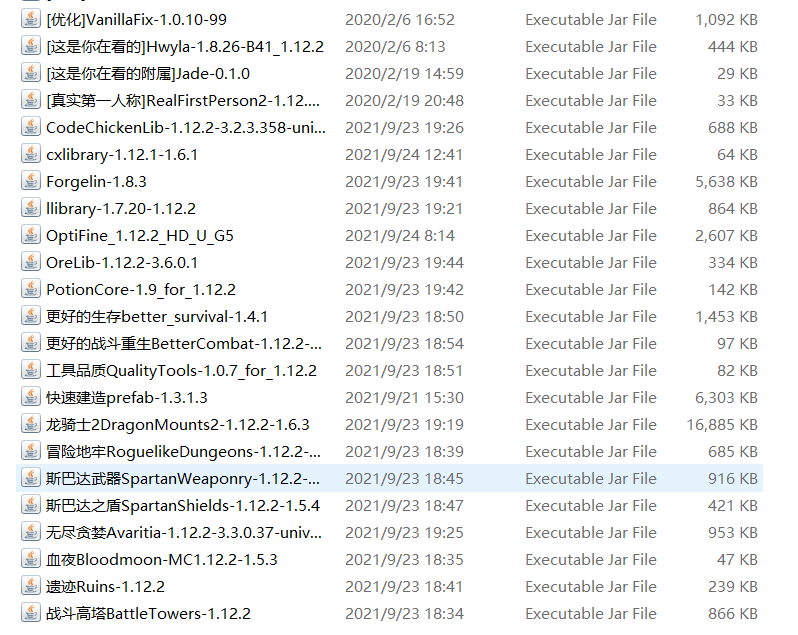 [优化]VanillaFix-1.0.10-99 2020/2/6 16:52 Executable Jar File 1,092 KB
[这是你在看的]Hwyla-1.8.26-B41_1.12.2 2020/2/6 8:13 Executable Jar File 444 KB
[这是你在看的附属]Jade-0.1.0 2020/2/19 14:59 Executable Jar File 29 KB
[真实第一人称]RealFirstPerson2-1.12.... 2020/2/19 20:48 Executable Jar File 33 KB
CodeChickenLib-1.12.2-3.2.3.358-uni... 2021/9/23 19:26 Executable Jar File 688 KB
cxlibrary-1.12.1-1.6.1 2021/9/24 12:41 Executable Jar File 64 KB
Forgelin-1.8.3 2021/9/23 19:41 Executable Jar File 5,638 KB
llibrary-1.7.20-1.12.2 2021/9/23 19:21 Executable Jar File 864 KB
OptiFine_1.12.2_HD_U_G5 2021/9/24 8:14 Executable Jar File 2,607 KB
OreLib-1.12.2-3.6.0.1 2021/9/23 19:44 Executable Jar File 334 KB
PotionCore-1.9_for_1.12.2 2021/9/23 19:42 Executable Jar File 142 KB
更好的生存better_survival-1.4.1 2021/9/23 18:50 Executable Jar File 1,453 KB
更好的战斗重生BetterCombat-1.12.2-... 2021/9/23 18:54 Executable Jar File 97 KB
工具品质QualityTools-1.0.7_for_1.12.2 2021/9/23 18:51 Executable Jar File 82 KB
快速建造prefab-1.3.1.3 2021/9/21 15:30 Executable Jar File 6,303 KB
龙骑士2DragonMounts2-1.12.2-1.6.3 2021/9/23 19:19 Executable Jar File 16,885 KB
冒险地牢RoguelikeDungeons-1.12.2-... 2021/9/23 18:39 Executable Jar File 685 KB
斯巴达武器SpartanWeaponry-1.12.2-... 2021/9/23 18:45 Executable Jar File 916 KB
斯巴达之盾SpartanShields-1.12.2-1.5.4 2021/9/23 18:47 Executable Jar File 421 KB
无尽贪婪Avaritia-1.12.2-3.3.0.37-univ... 2021/9/23 19:25 Executable Jar File 953 KB
血夜Bloodmoon-MC1.12.2-1.5.3 2021/9/23 18:35 Executable Jar File 47 KB
遗迹Ruins-1.12.2 2021/9/23 18:41 Executable Jar File 239 KB
战斗高塔BattleTowers-1.12.2 2021/9/23 18:34 Executable Jar File 866 KB